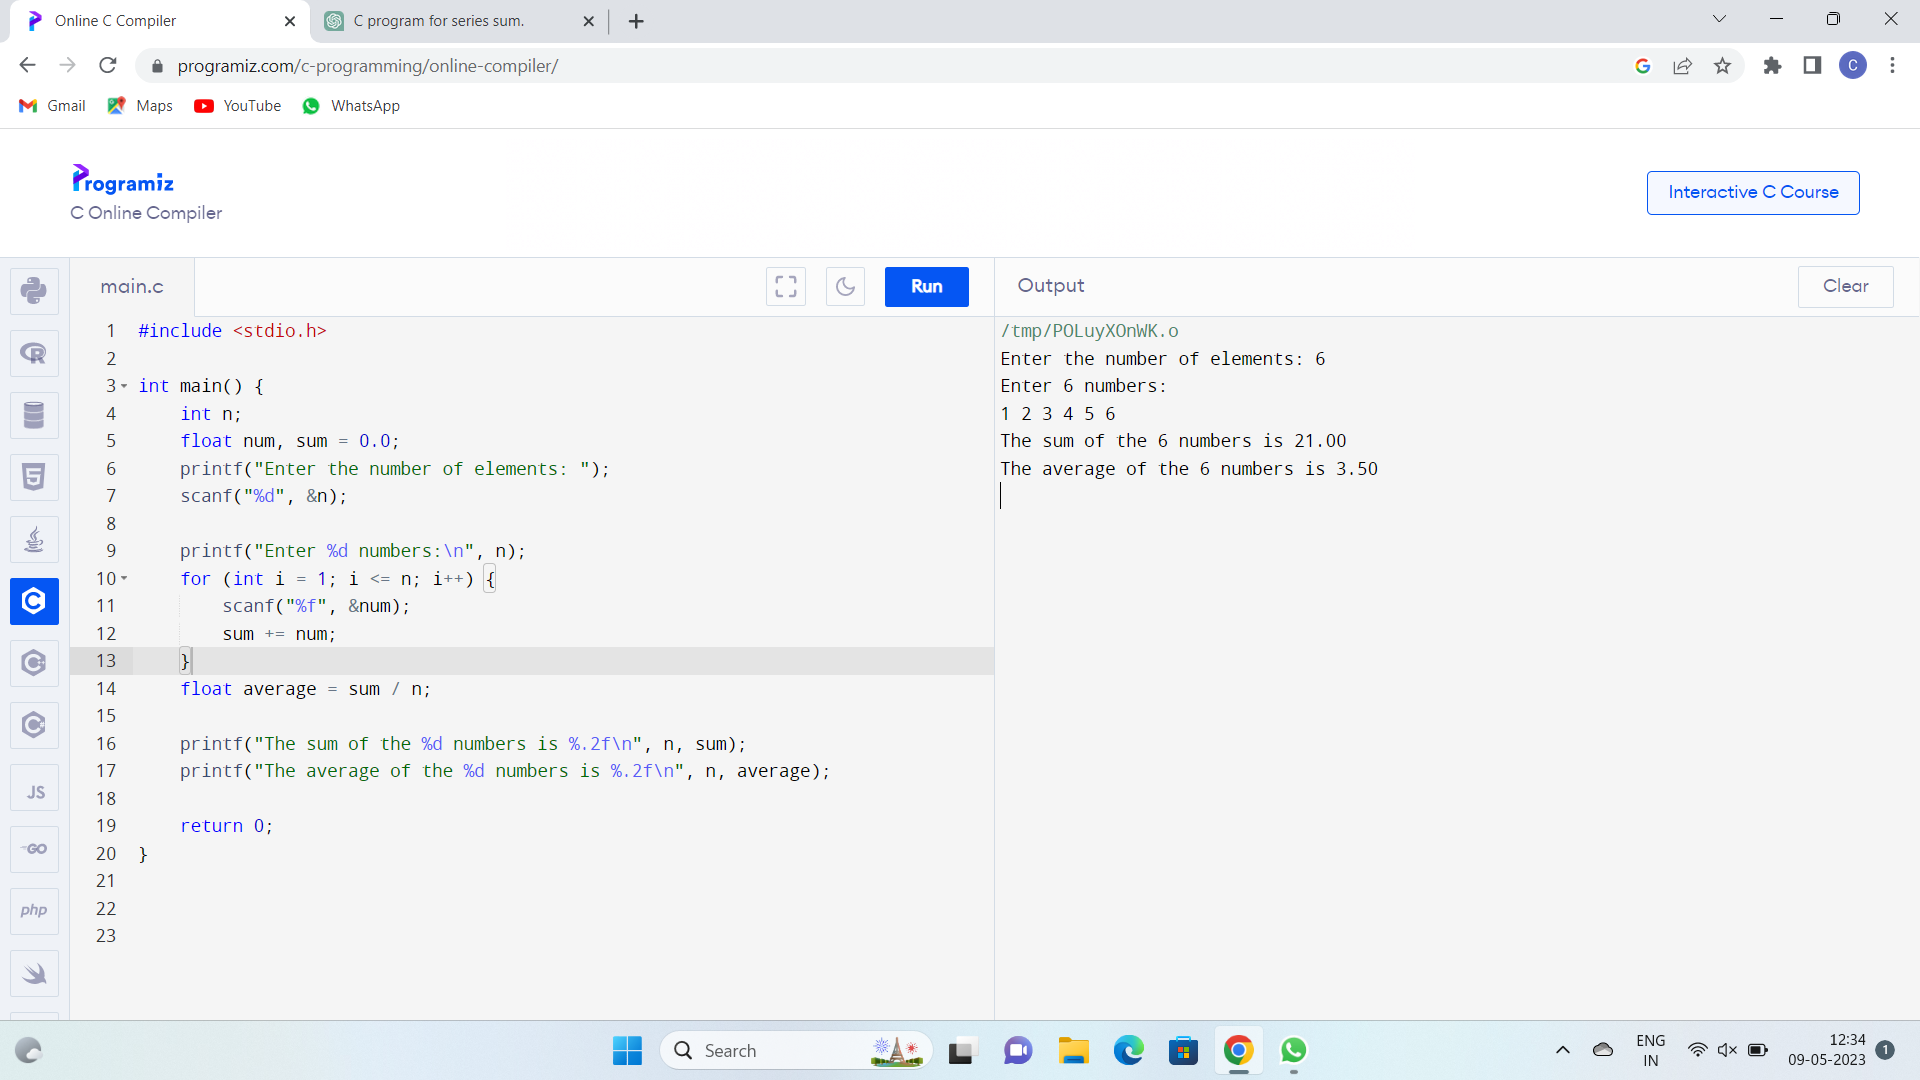 Online C Compiler
C program for series sum.
programiz.com/c-programming/online-compiler/
C
Gmail
Maps
YouTube
WhatsApp
Programiz
C Online Compiler
Interactive C Course
main.c
Run
Output
Clear
1 #include <stdio.h>
2
3 int main() {
4 int n;
5 float num, sum = 0.0;
6 printf("Enter the number of elements: ");
7 scanf("%d", &n);
8
9 printf("Enter %d numbers:\n", n);
10 for (int i = 1; i <= n; i++) {
11 scanf("%f", &num);
12 sum += num;
13 }
14 float average = sum / n;
15
16 printf("The sum of the %d numbers is %.2f\n", n, sum);
17 printf("The average of the %d numbers is %.2f\n", n, average);
18
19 return 0;
20 }
21
22
23
/tmp/POLuyXOnWK.o
Enter the number of elements: 6
Enter 6 numbers:
1 2 3 4 5 6
The sum of the 6 numbers is 21.00
The average of the 6 numbers is 3.50
JS
GO
php
Search
ENG
IN
12:34
09-05-2023
1